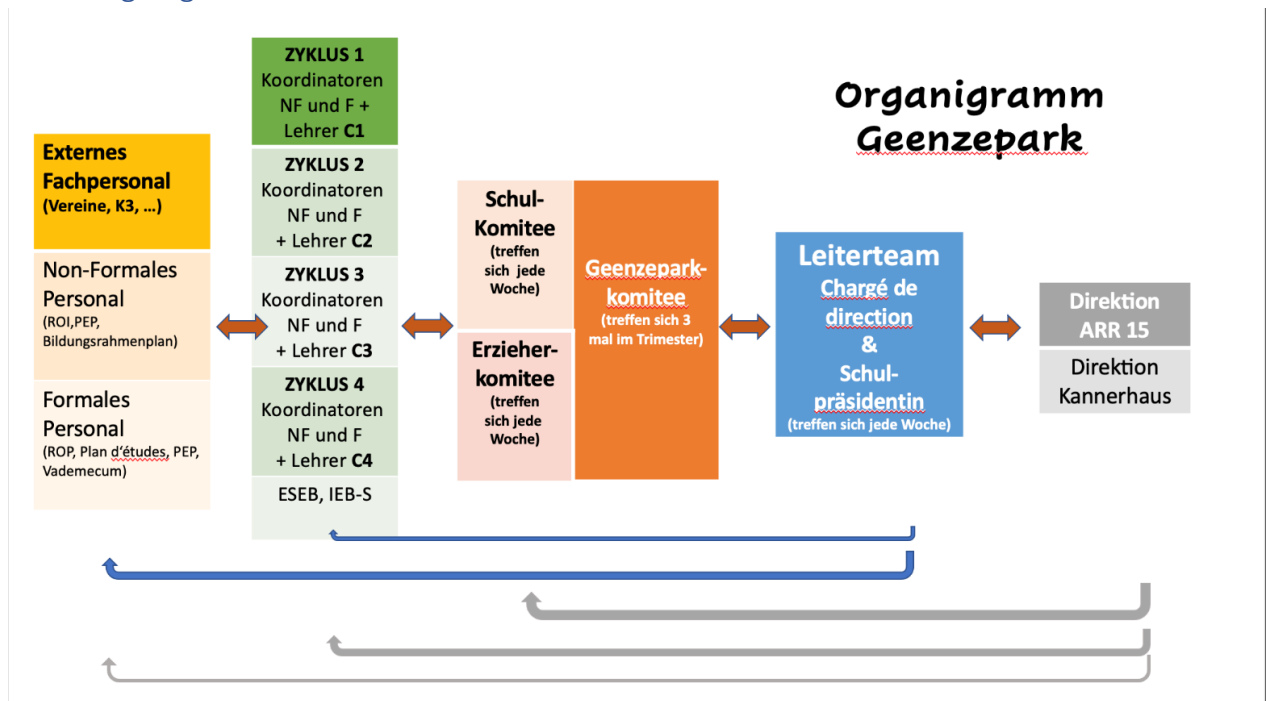 Organigramm
Geenzepark
Externes
Fachpersonal
(Vereine, K3, ...)
Non-Formales
Personal
(ROI,PEP,
Bildungsrahmenplan)
Formales
Personal
(ROP, Plan d'études, PEP,
Vademecum)
ZYKLUS 1
Koordinatoren
NF und F +
Lehrer C1
ZYKLUS 2
Koordinatoren
NF und F
+ Lehrer C2
ZYKLUS 3
Koordinatoren
NF und F
+ Lehrer C3
ZYKLUS 4
Koordinatoren
NF und F
+ Lehrer C4
ESEB, IEB-S
Schul-
Komitee
(treffen
sich jede
Woche)
Erzieher-
komitee
(treffen
sich jede
Woche)
Geenzepark-
komitee
(treffen sich 3
mal im Trimester)
Leiterteam
Chargé de
direction
&
Schul-
präsidentin
(treffen sich jede Woche)
Direktion
ARR 15
Direktion
Kannerhaus